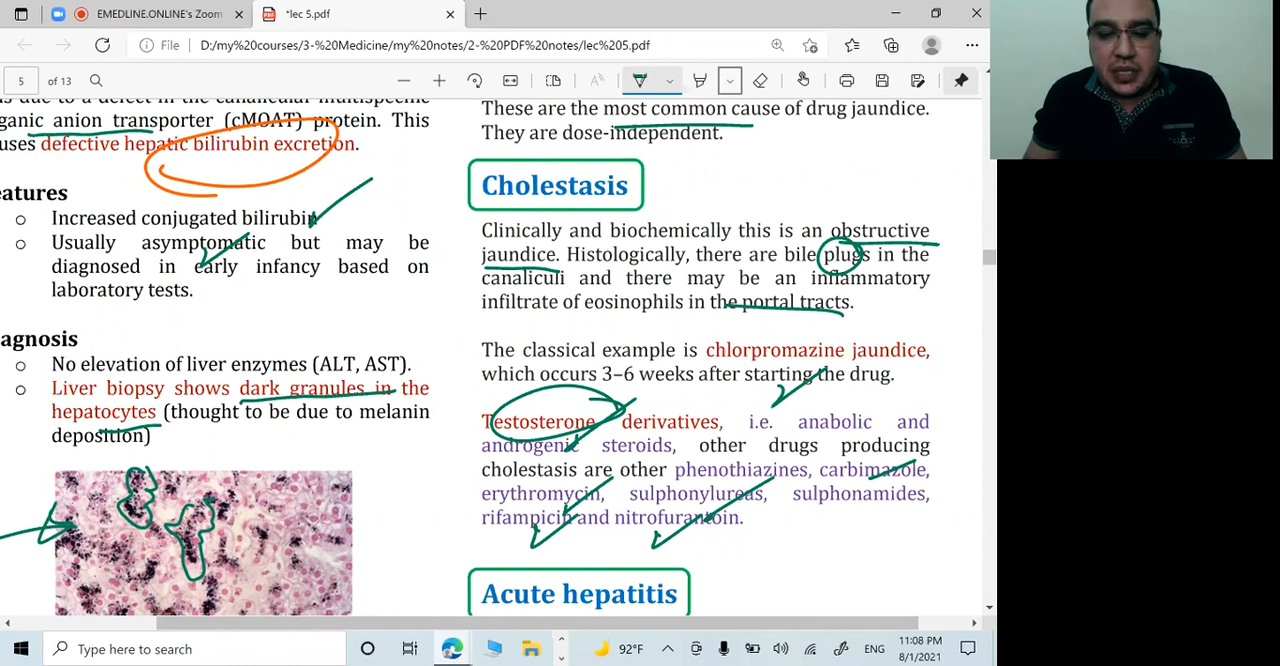 EMEDLINE.ONLINE's Zoom
*lec 5.pdf
File
D:/my%20courses/3-%20Medicine/my%20notes/2-%20PDF%20notes/lec%205.pdf
5 of 13
ganic anion transporter (cMOAT) protein. This
uses defective hepatic bilirubin excretion.
eatures
Increased conjugated bilirubin
Usually asymptomatic but may be
diagnosed in early infancy based on
laboratory tests.
agnosis
No elevation of liver enzymes (ALT, AST).
Liver biopsy shows dark granules in the
hepatocytes (thought to be due to melanin
deposition)
These are the most common cause of drug jaundice.
They are dose-independent.
Cholestasis
Clinically and biochemically this is an obstructive
jaundice. Histologically, there are bile plugs in the
canaliculi and there may be an inflammatory
infiltrate of eosinophils in the portal tracts.
The classical example is chlorpromazine jaundice,
which occurs 3–6 weeks after starting the drug.
Testosterone derivatives, i.e. anabolic and
androgenic steroids, other drugs producing
cholestasis are other phenothiazines, carbimazole,
erythromycin, sulphonylureas, sulphonamides,
rifampicin and nitrofurantoin.
Acute hepatitis
Type here to search
92°F
ENG
11:08 PM
8/1/2021